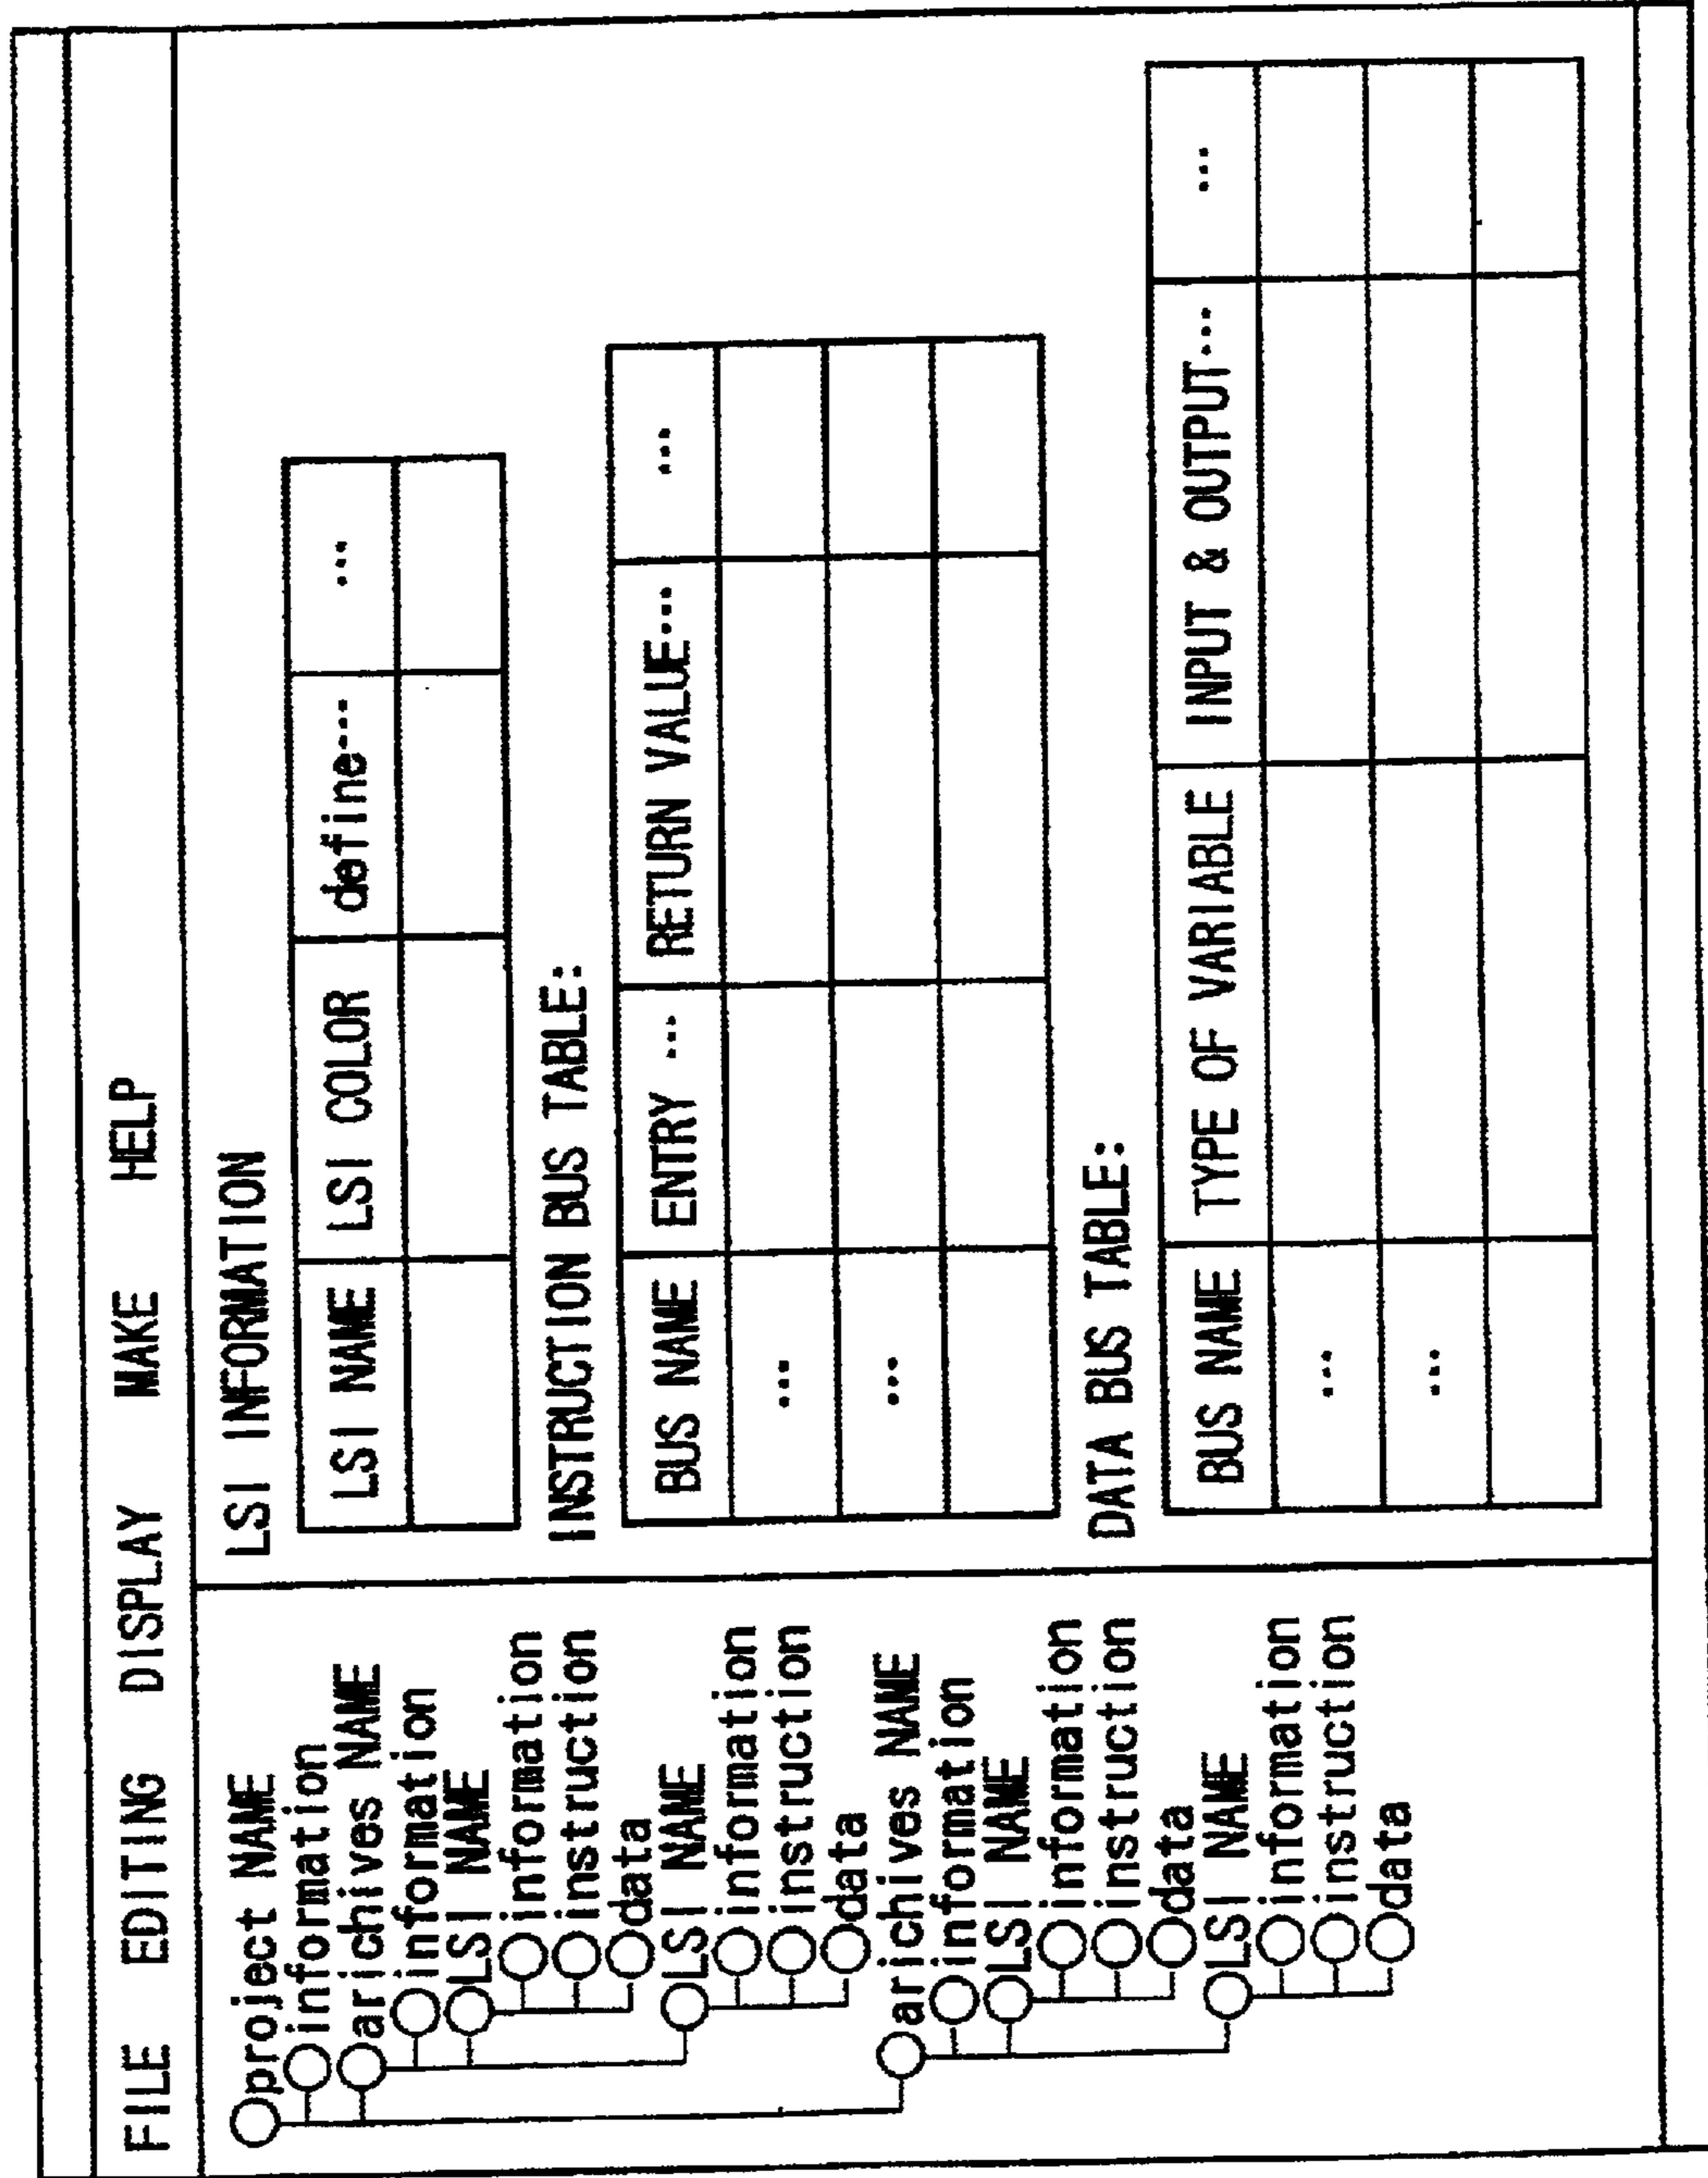 FILE EDITING DISPLAY MAKE HELP
project NAME
information
arichives NAME
information
LSI NAME
information
instruction
data
LSI NAME
information
instruction
data
arichives NAME
information
LSI NAME
information
instruction
data
LSI NAME
information
instruction
data
LSI INFORMATION
LSI NAME LSI COLOR define--- ...
INSTRUCTION BUS TABLE:
BUS NAME ENTRY ... RETURN VALUE... ...
...
...
DATA BUS TABLE:
BUS NAME TYPE OF VARIABLE INPUT & OUTPUT... ...
...
...